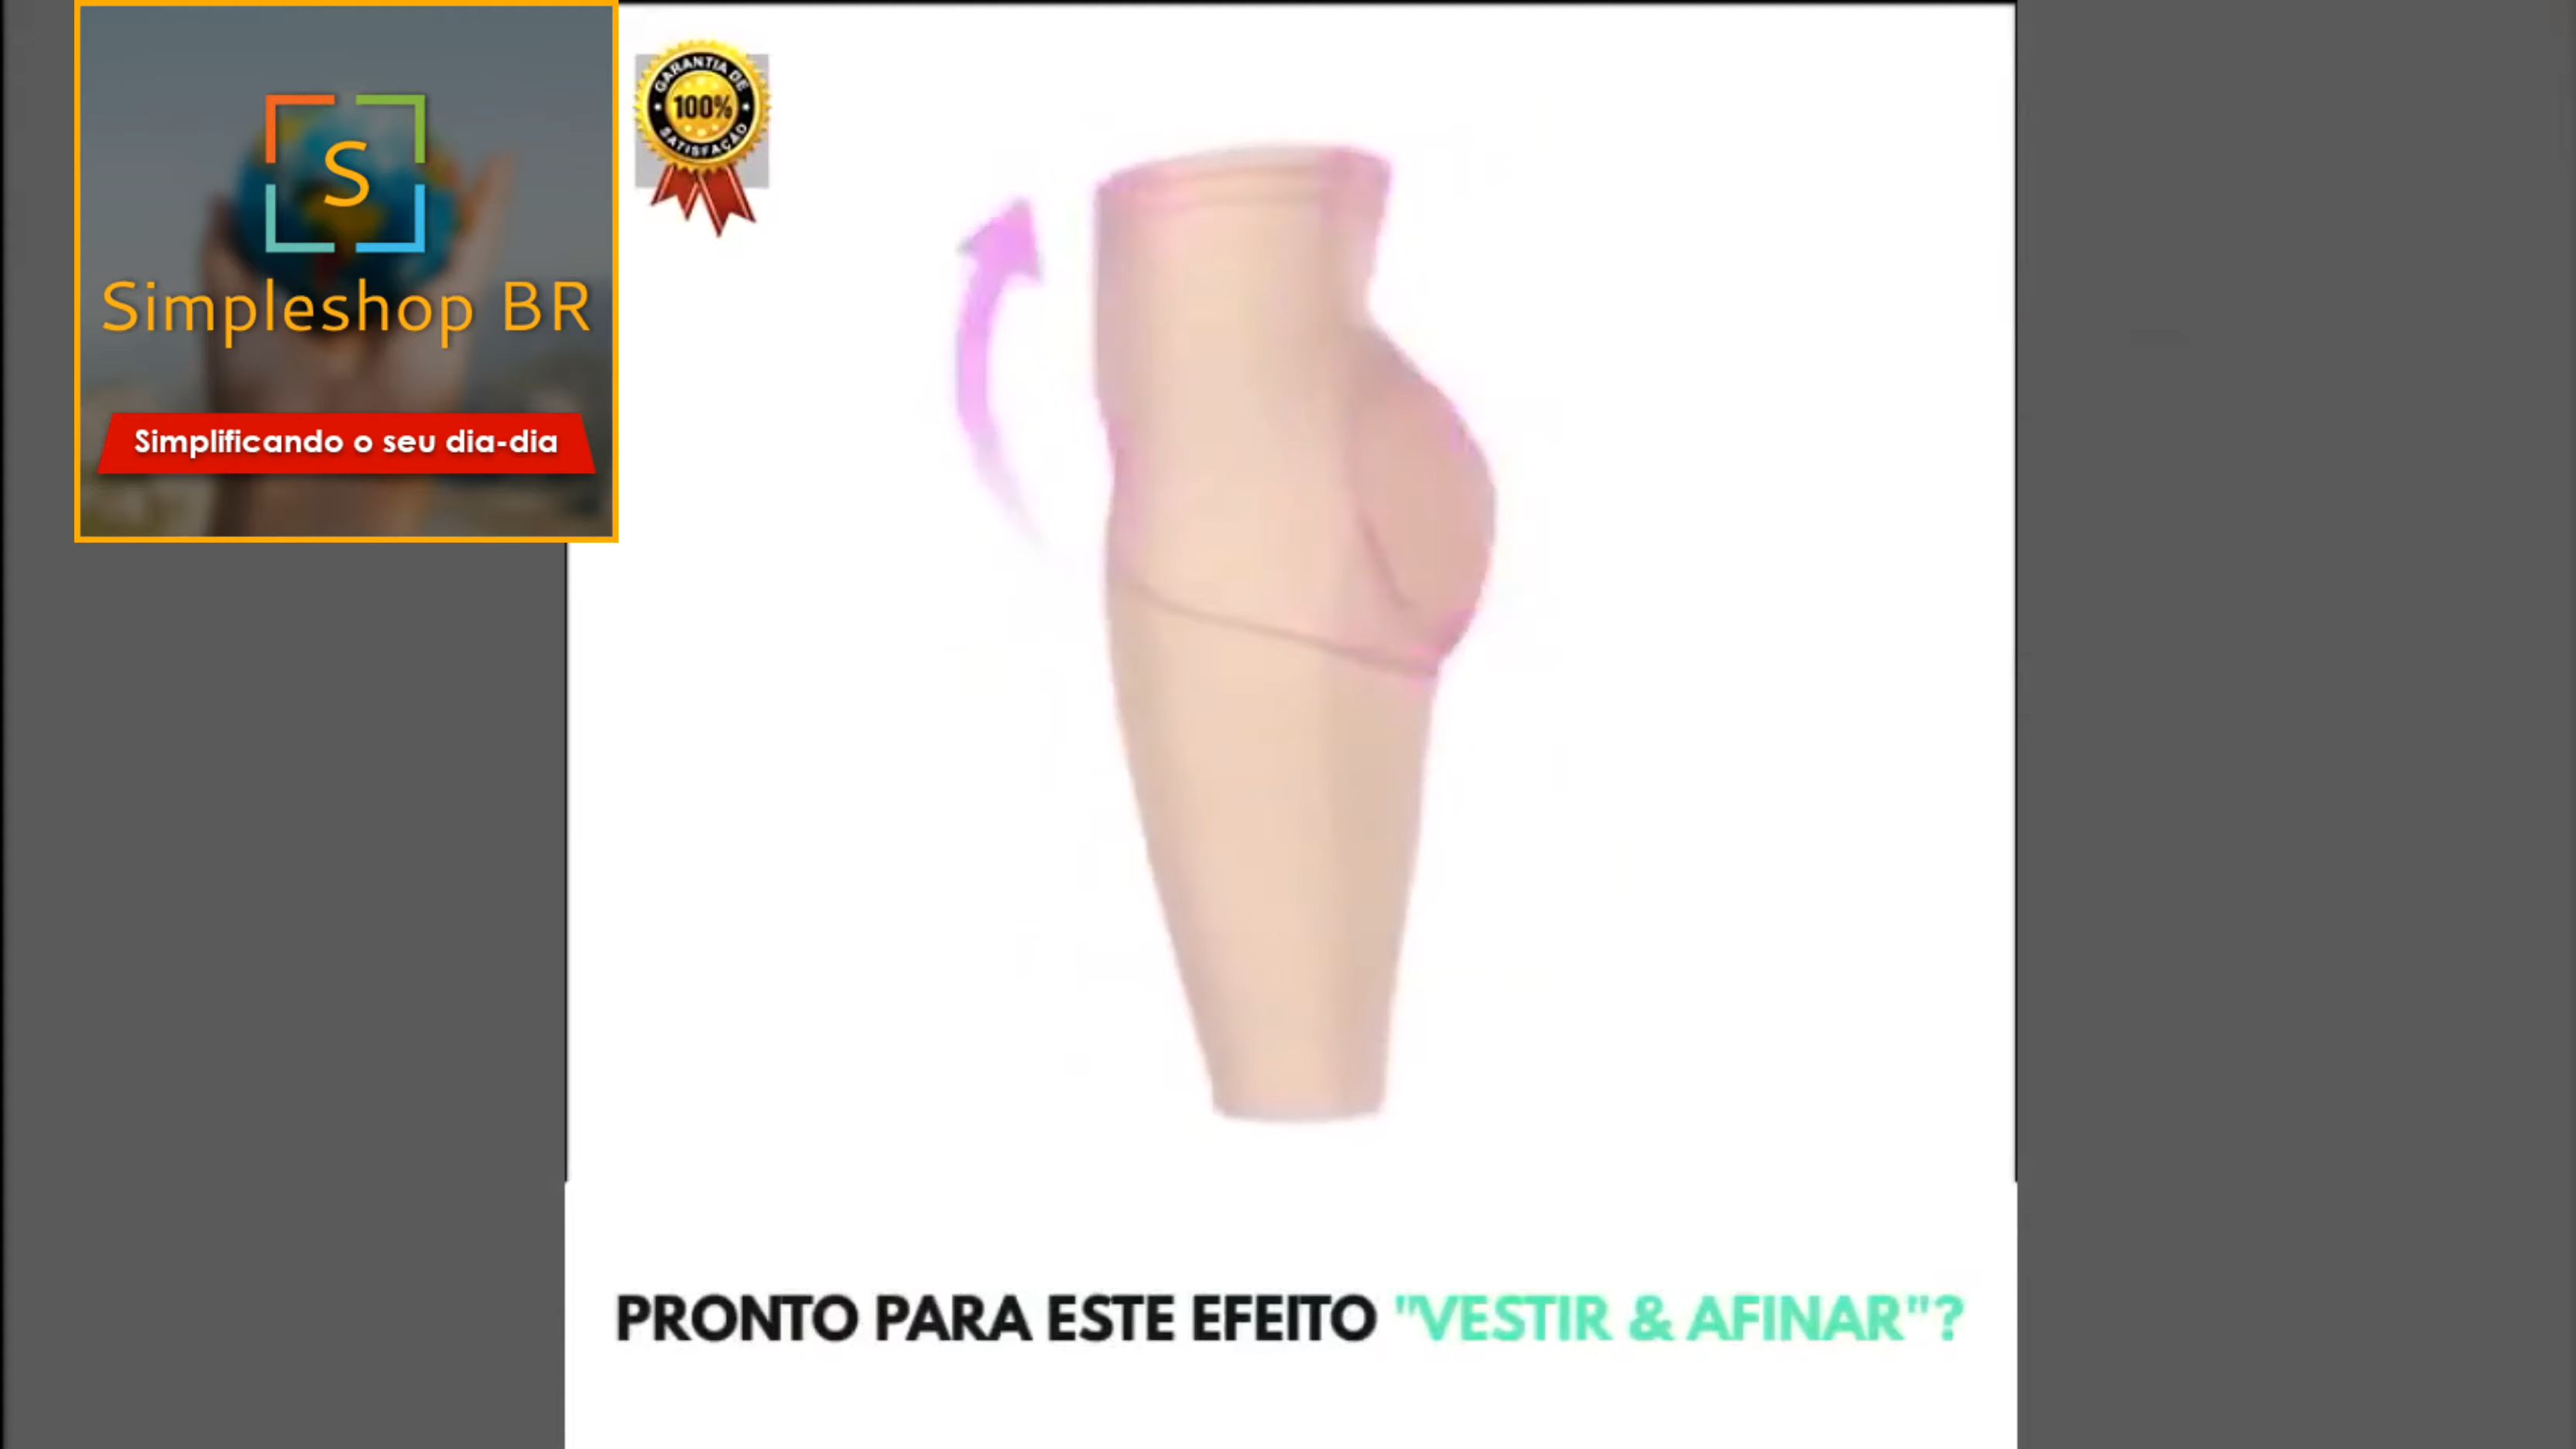 S
Simpleshop BR
Simplificando o seu dia-dia
GARANTIA DE
100%
SATISFAÇÃO
PRONTO PARA ESTE EFEITO "VESTIR & AFINAR"?